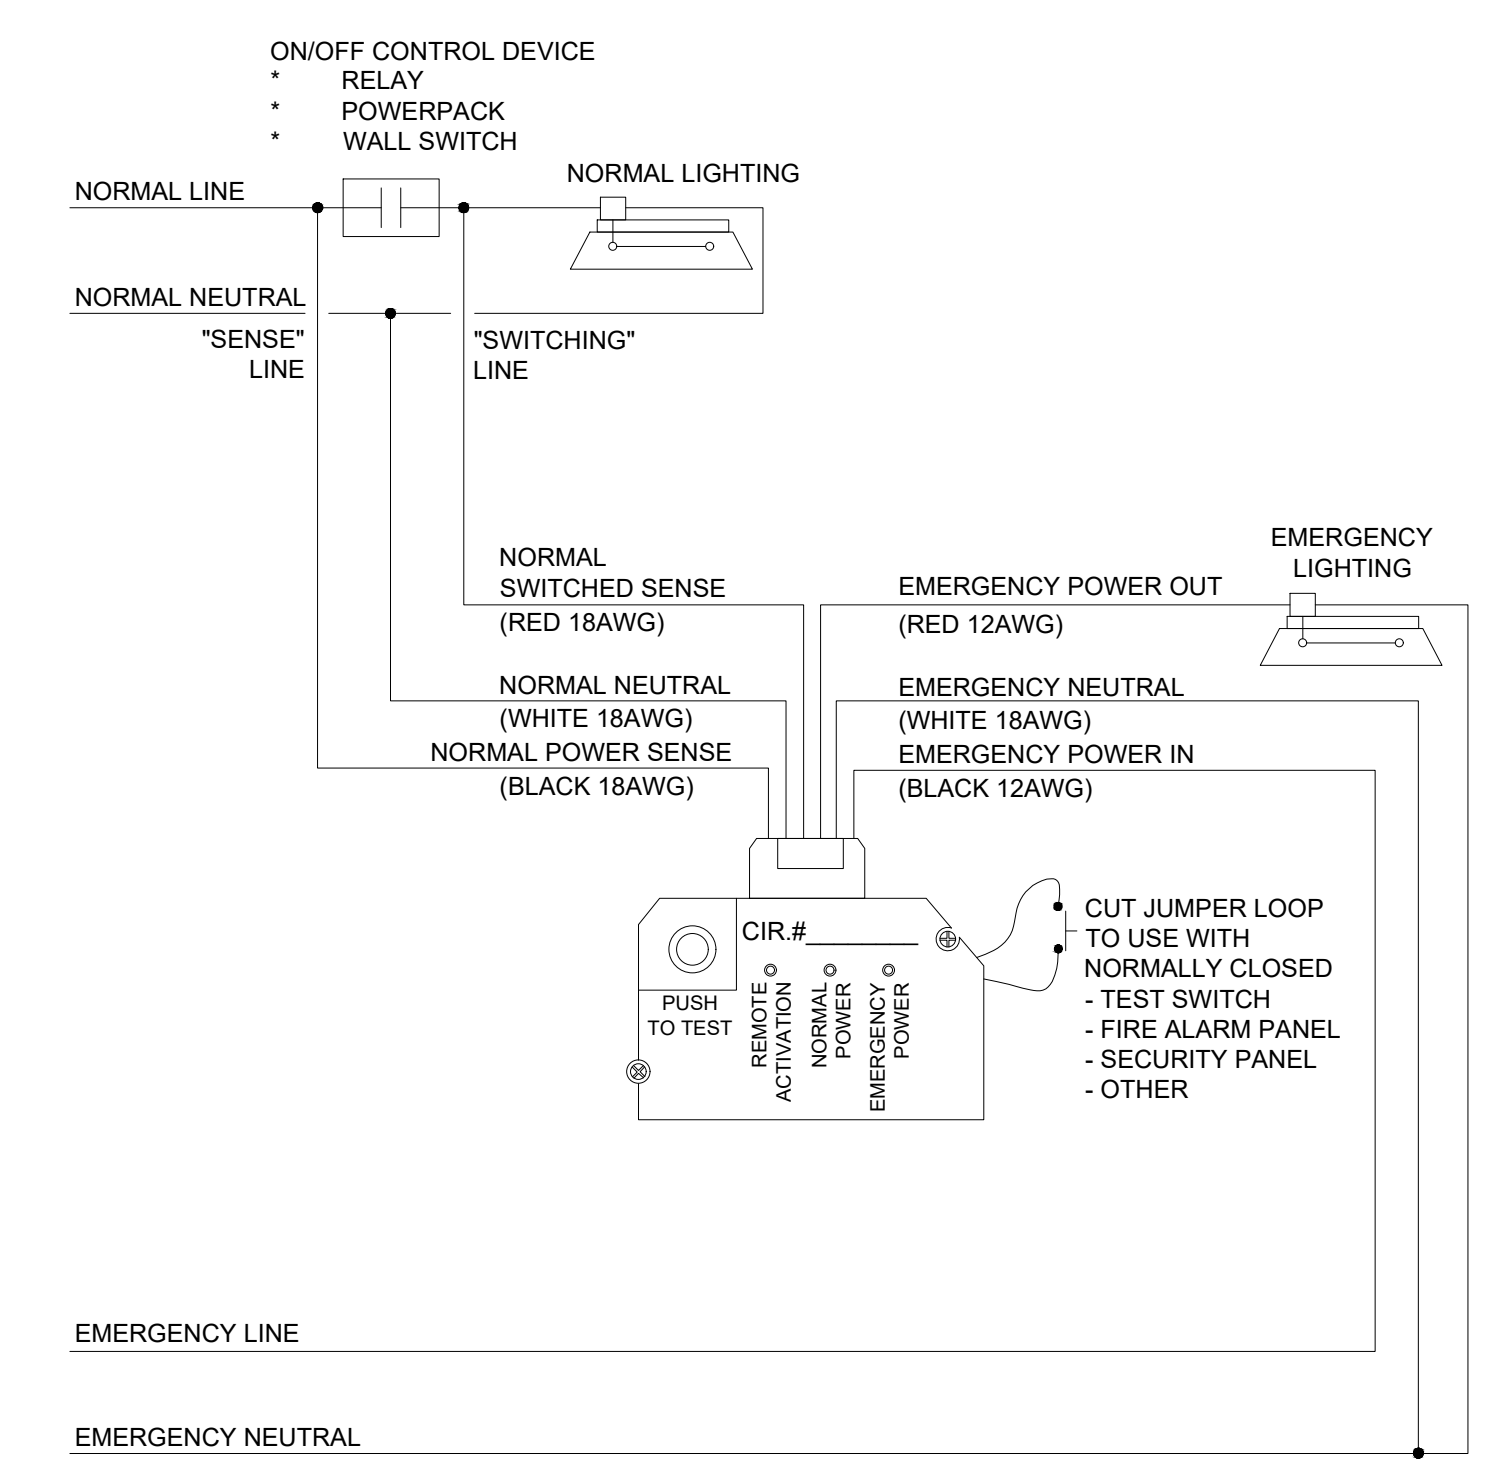 ON/OFF CONTROL DEVICE
* RELAY
* POWERPACK
* WALL SWITCH
NORMAL LIGHTING
NORMAL LINE
NORMAL NEUTRAL
"SENSE"
LINE
"SWITCHING"
LINE
NORMAL
SWITCHED SENSE
(RED 18AWG)
NORMAL NEUTRAL
(WHITE 18AWG)
NORMAL POWER SENSE
(BLACK 18AWG)
EMERGENCY
LIGHTING
EMERGENCY POWER OUT
(RED 12AWG)
EMERGENCY NEUTRAL
(WHITE 18AWG)
EMERGENCY POWER IN
(BLACK 12AWG)
CIR.#________
PUSH
TO TEST
REMOTE
ACTIVATION
NORMAL
POWER
EMERGENCY
POWER
CUT JUMPER LOOP
TO USE WITH
NORMALLY CLOSED
- TEST SWITCH
- FIRE ALARM PANEL
- SECURITY PANEL
- OTHER
EMERGENCY LINE
EMERGENCY NEUTRAL